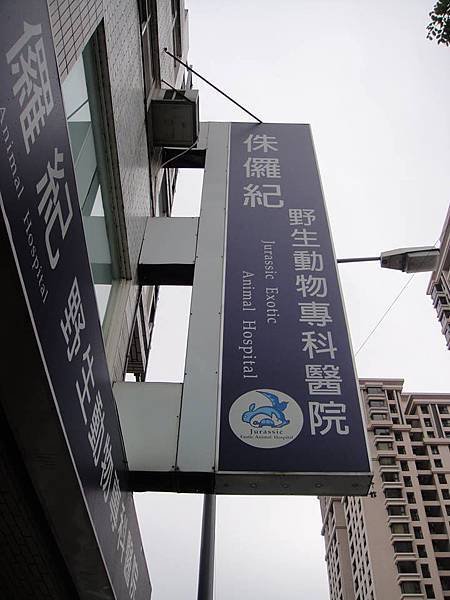 侏儸紀
野生動物專科醫院
Jurassic Exotic
Animal Hospital
Jurassic
Exotic Animal Hospital
儸紀 野生動物專科醫院
Animal Hospital